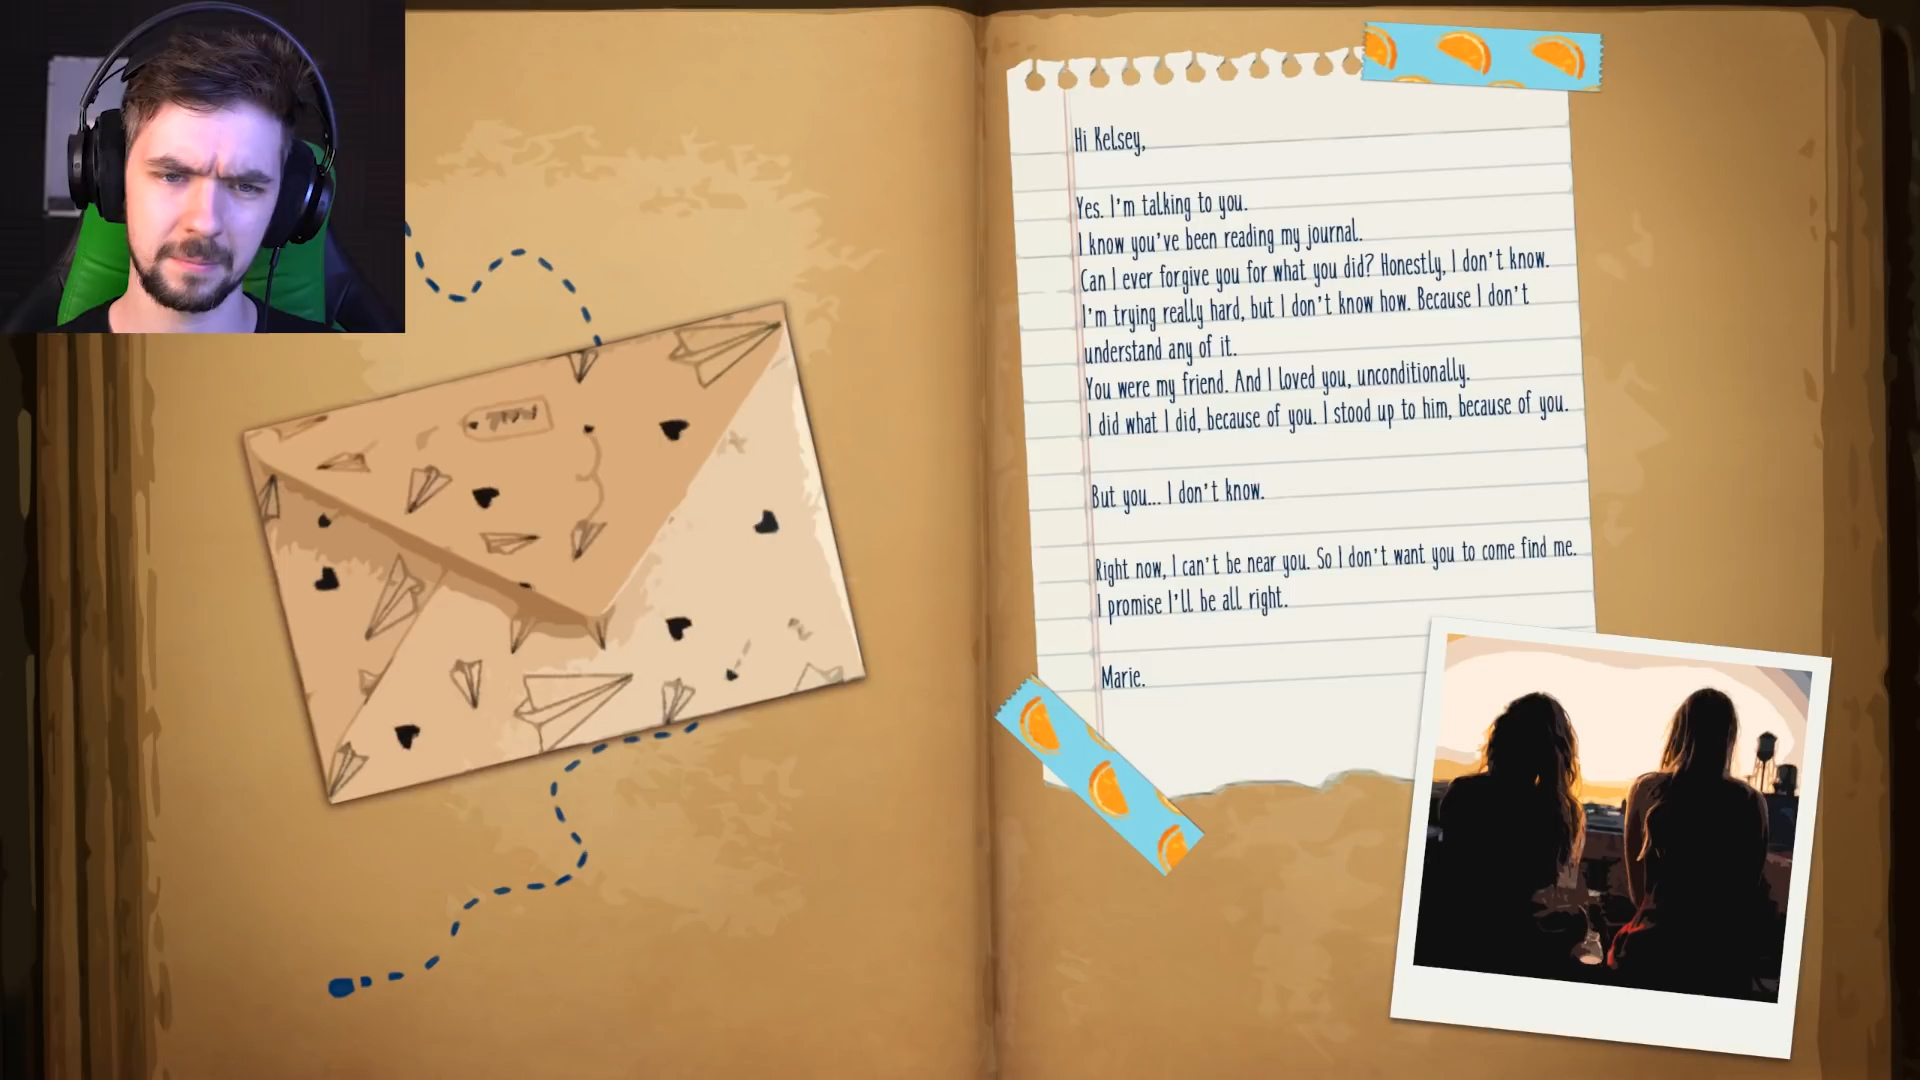 Hi Kelsey,
Yes. I'm talking to you.
I know you've been reading my journal.
Can I ever forgive you for what you did? Honestly, I don't know.
I'm trying really hard, but I don't know how. Because I don't
understand any of it.
You were my friend. And I loved you, unconditionally.
I did what I did, because of you. I stood up to him, because of you.
But you... I don't know.
Right now, I can't be near you. So I don't want you to come find me.
I promise I'll be all right.
Marie.